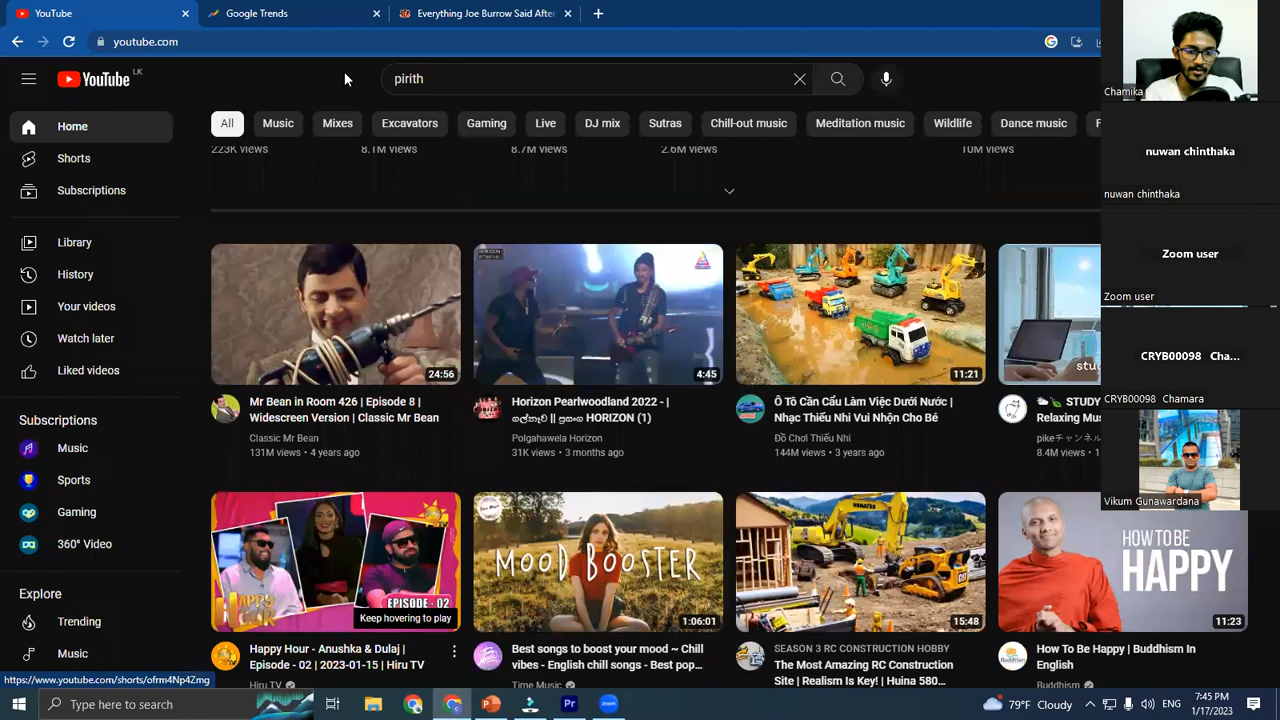 YouTube
Google Trends
Everything Joe Burrow Said After
youtube.com
YouTube LK
pirith
All
Music
Mixes
Excavators
Gaming
Live
DJ mix
Sutras
Chill-out music
Meditation music
Wildlife
Dance music
F
Home
Shorts
Subscriptions
Library
History
Your videos
Watch later
Liked videos
Subscriptions
Music
Sports
Gaming
360° Video
Explore
Trending
Music
https://www.youtube.com/shorts/ofrm4Np4Zmg
223K views
8.1M views
8.7M views
2.6M views
10M views
24:56
Mr Bean in Room 426 | Episode 8 |
Widescreen Version | Classic Mr Bean
Classic Mr Bean
131M views • 4 years ago
4:45
Horizon Pearlwoodland 2022 - |
HORIZON (1)
Polgahawela Horizon
31K views • 3 months ago
11:21
Ô Tô Cần Cẩu Làm Việc Dưới Nước |
Nhạc Thiếu Nhi Vui Nhộn Cho Bé
Đồ Chơi Thiếu Nhi
144M views • 3 years ago
stu
STUDY
Relaxing Mus
pikeチャンネ
8.4M views • 1
EPISODE - 02
Keep hovering to play
Happy Hour - Anushka & Dulaj |
Episode - 02 | 2023-01-15 | Hiru TV
Hiru TV
MOOD BOOSTER
1:06:01
Best songs to boost your mood ~ Chill
vibes - English chill songs - Best pop...
Time Music
KOMATSU
CAT
15:48
SEASON 3 RC CONSTRUCTION HOBBY
The Most Amazing RC Construction
Site | Realism Is Key! | Huina 580...
HOW TO BE
HAPPY
11:23
How To Be Happy | Buddhism In
English
Buddhism
Chamika
nuwan chinthaka
nuwan chinthaka
Zoom user
Zoom user
CRYB00098 Cha...
CRYB00098 Chamara
Vikum Gunawardana
Type here to search
79°F Cloudy
ENG
7:45 PM
1/17/2023